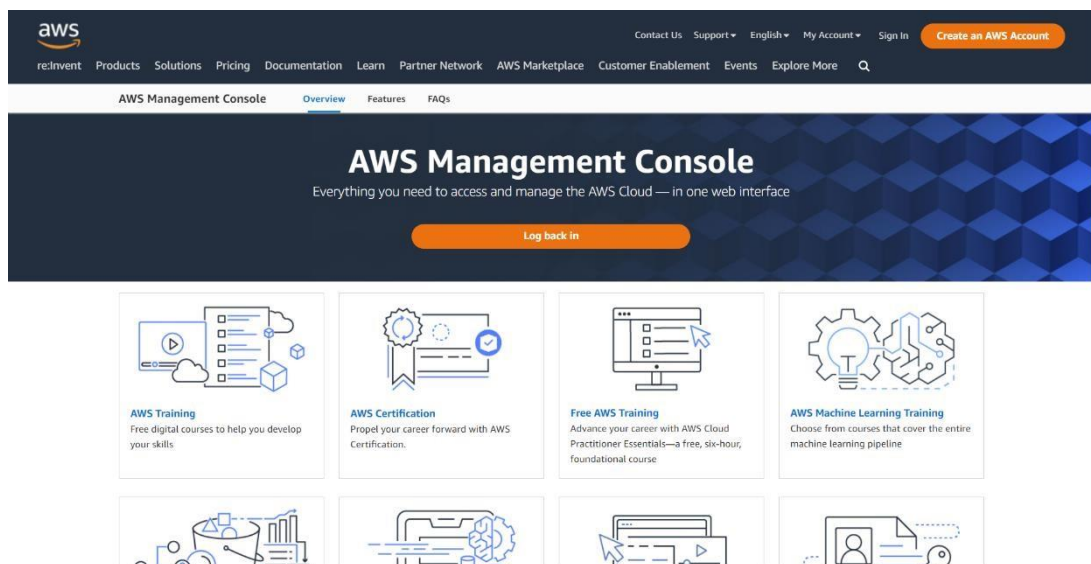 aws
Contact Us Support English My Account Sign In Create an AWS Account
re:Invent Products Solutions Pricing Documentation Learn Partner Network AWS Marketplace Customer Enablement Events Explore More
AWS Management Console Overview Features FAQs
AWS Management Console
Everything you need to access and manage the AWS Cloud — in one web interface
Log back in
AWS Training
Free digital courses to help you develop
your skills
AWS Certification
Propel your career forward with AWS
Certification.
Free AWS Training
Advance your career with AWS Cloud
Practitioner Essentials—a free, six-hour,
foundational course
AWS Machine Learning Training
Choose from courses that cover the entire
machine learning pipeline